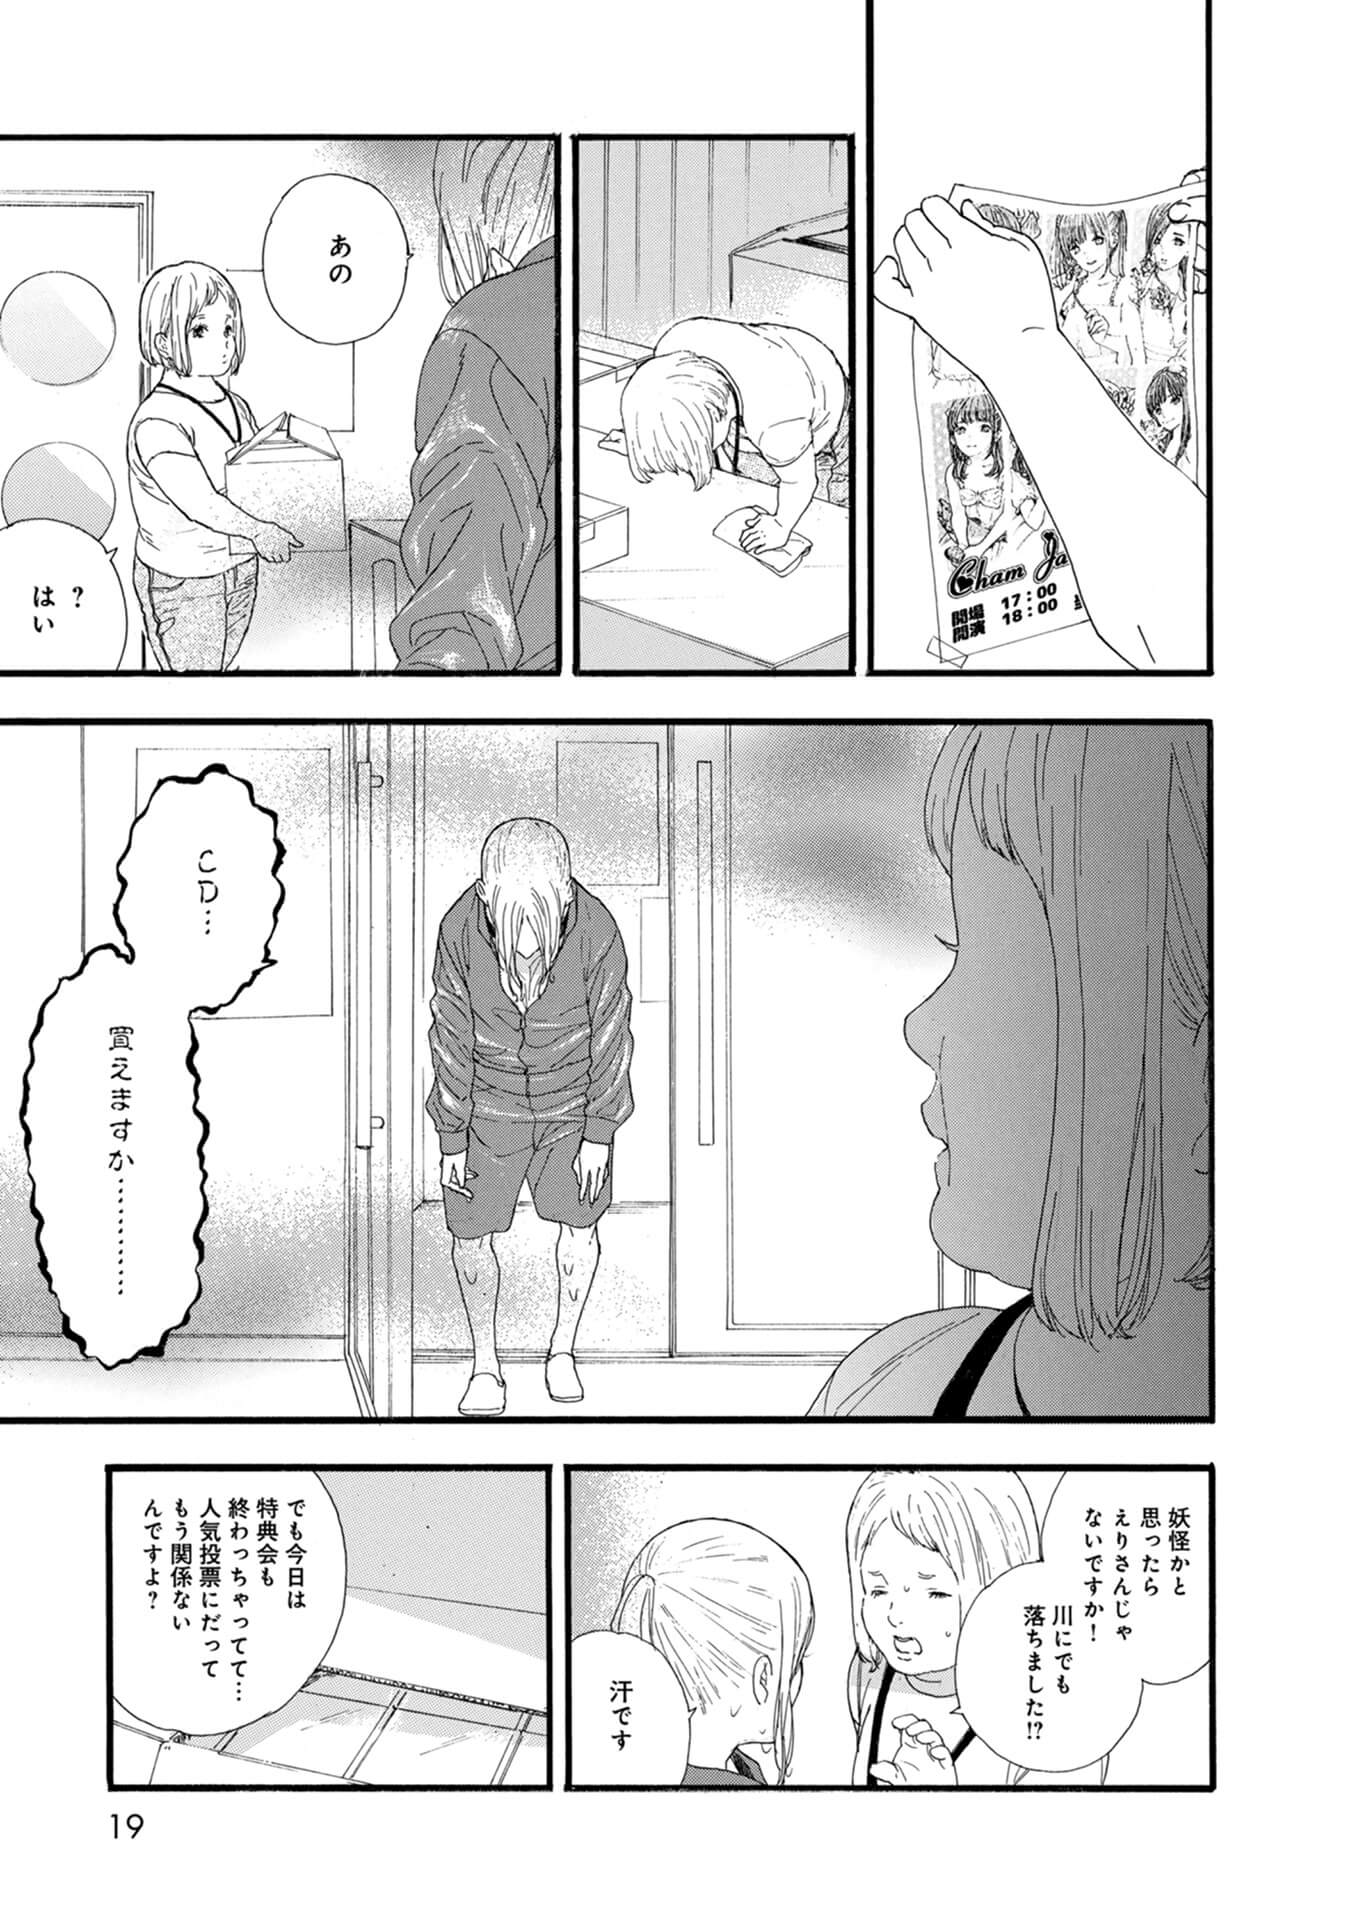 Cham Ja
開場 17：00
開演 18：00
あの
？
はい
CD…
買えますか…………
妖怪かと
思ったら
えりさんじゃ
ないですか！
川にでも
落ちました!?
汗です
でも今日は
特典会も
終わっちゃってて…
人気投票にだって
もう関係ない
んですよ？
19